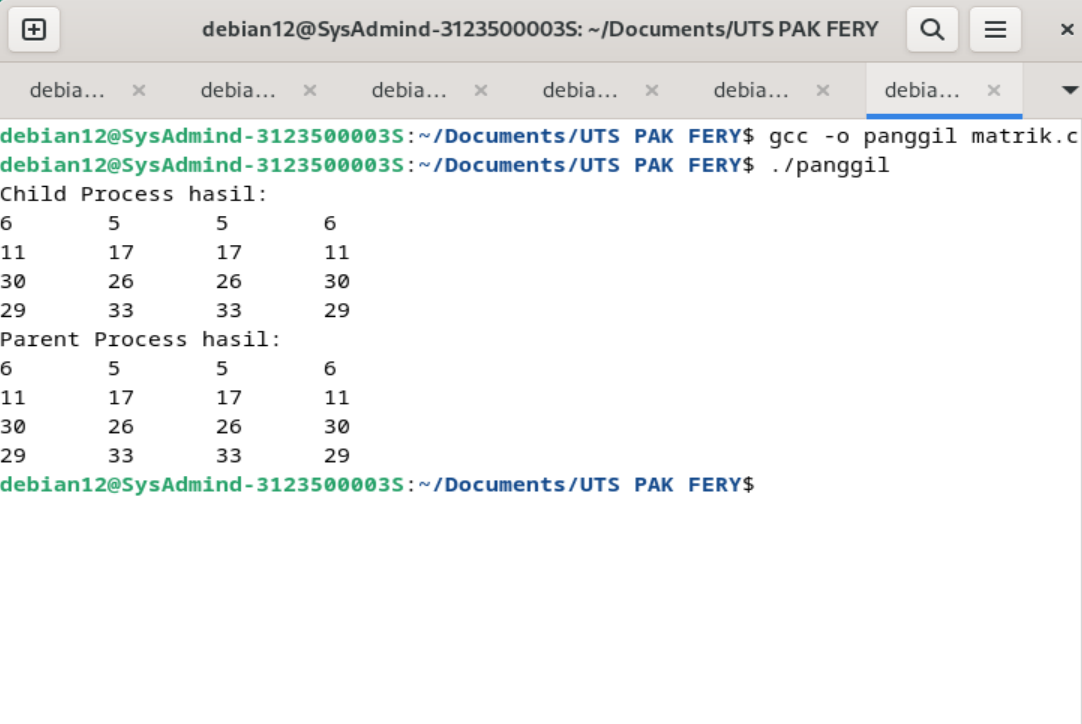 debian12@SysAdmind-3123500003S: ~/Documents/UTS PAK FERY
debia... debia... debia... debia... debia... debia...
debian12@SysAdmind-3123500003S:~/Documents/UTS PAK FERY$ gcc -o panggil matrik.c
debian12@SysAdmind-3123500003S:~/Documents/UTS PAK FERY$ ./panggil
Child Process hasil:
6 5 5 6
11 17 17 11
30 26 26 30
29 33 33 29
Parent Process hasil:
6 5 5 6
11 17 17 11
30 26 26 30
29 33 33 29
debian12@SysAdmind-3123500003S:~/Documents/UTS PAK FERY$